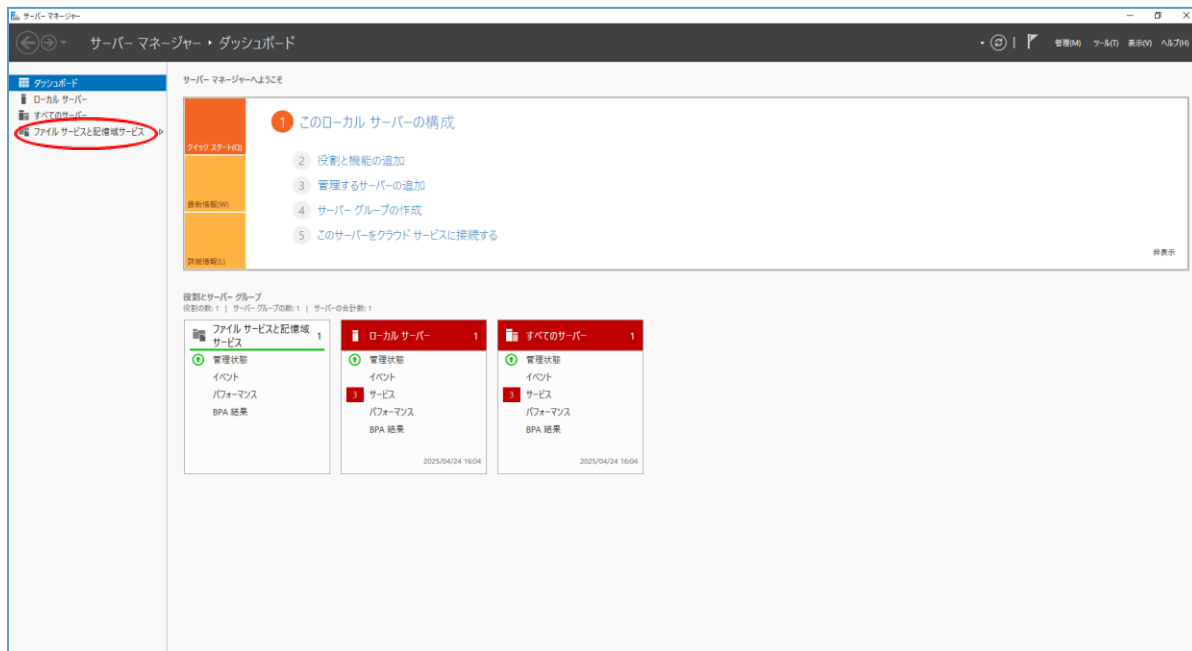 サーバー マネージャー
サーバー マネージャー ・ ダッシュボード
管理(M) ツール(T) 表示(V) ヘルプ(H)
ダッシュボード
ローカル サーバー
すべてのサーバー
ファイル サービスと記憶域サービス
サーバー マネージャーへようこそ
クイック スタート(Q)
最新情報(W)
詳細情報(L)
1 このローカル サーバーの構成
2 役割と機能の追加
3 管理するサーバーの追加
4 サーバー グループの作成
5 このサーバーをクラウド サービスに接続する
非表示
役割とサーバー グループ
役割の数: 1 | サーバー グループの数: 1 | サーバーの合計数: 1
ファイル サービスと記憶域
サービス 1
管理状態
イベント
パフォーマンス
BPA 結果
ローカル サーバー 1
管理状態
イベント
3 サービス
パフォーマンス
BPA 結果
2025/04/24 16:04
すべてのサーバー 1
管理状態
イベント
3 サービス
パフォーマンス
BPA 結果
2025/04/24 16:04